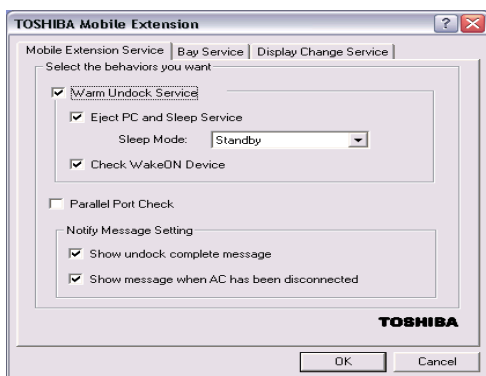 TOSHIBA Mobile Extension
Mobile Extension Service Bay Service Display Change Service
Select the behaviors you want
Warm Undock Service
Eject PC and Sleep Service
Sleep Mode: Standby
Check WakeON Device
Parallel Port Check
Notify Message Setting
Show undock complete message
Show message when AC has been disconnected
TOSHIBA
OK Cancel